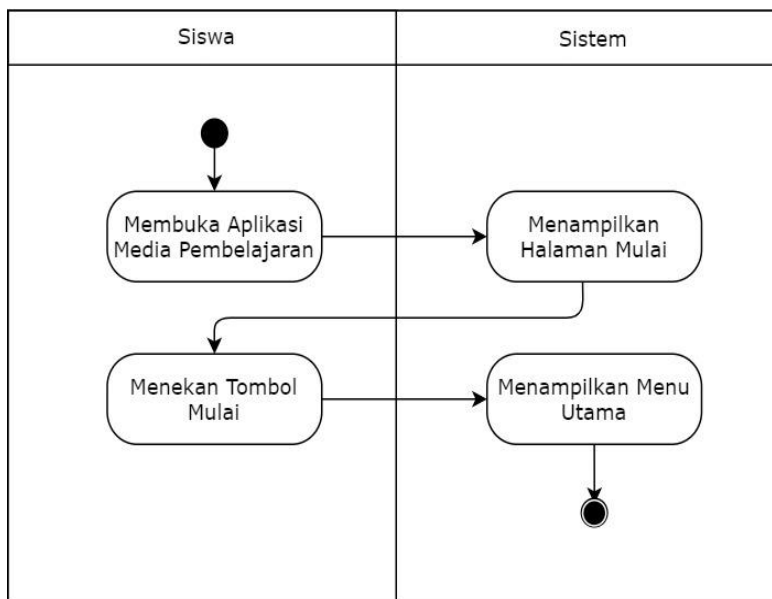 Siswa
Sistem
Membuka Aplikasi
Media Pembelajaran
Menampilkan
Halaman Mulai
Menekan Tombol
Mulai
Menampilkan Menu
Utama